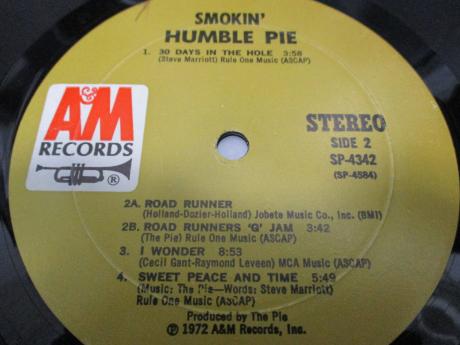 SMOKIN'
HUMBLE PIE
1. 30 DAYS IN THE HOLE 3:58
(Steve Marriott) Rule One Music (ASCAP)
A&M
RECORDS
®
STEREO
SIDE 2
SP-4342
(SP-4584)
2A. ROAD RUNNER
(Holland-Dozier-Holland) Jobete Music Co., Inc. (BMI)
2B. ROAD RUNNERS 'G' JAM 3:42
(The Pie) Rule One Music (ASCAP)
3. I WONDER 8:53
(Cecil Gant-Raymond Leveen) MCA Music (ASCAP)
4. SWEET PEACE AND TIME 5:49
(Music: The Pie—Words: Steve Marriott)
Rule One Music (ASCAP)
Produced by The Pie
℗ 1972 A&M Records, Inc.